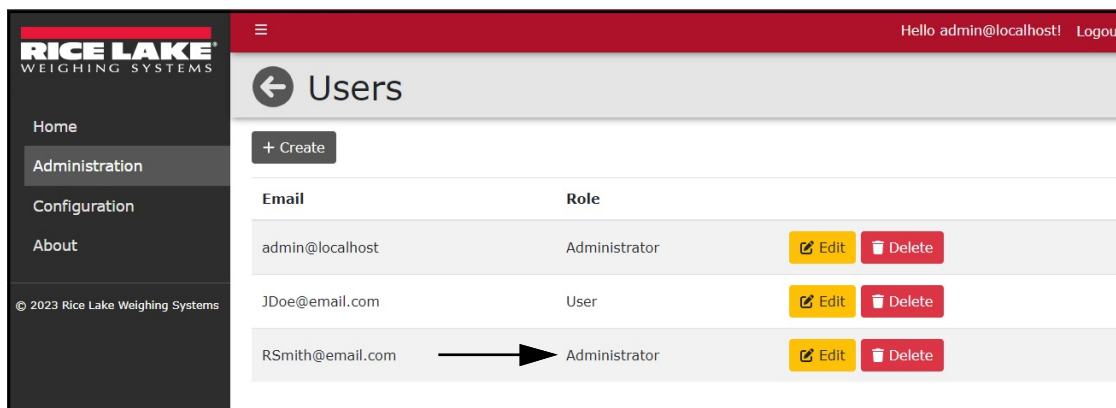 RICE LAKE®
WEIGHING SYSTEMS
Home
Administration
Configuration
About
© 2023 Rice Lake Weighing Systems
Hello admin@localhost! Logou
Users
+ Create
Email Role
admin@localhost Administrator Edit Delete
JDoe@email.com User Edit Delete
RSmith@email.com Administrator Edit Delete